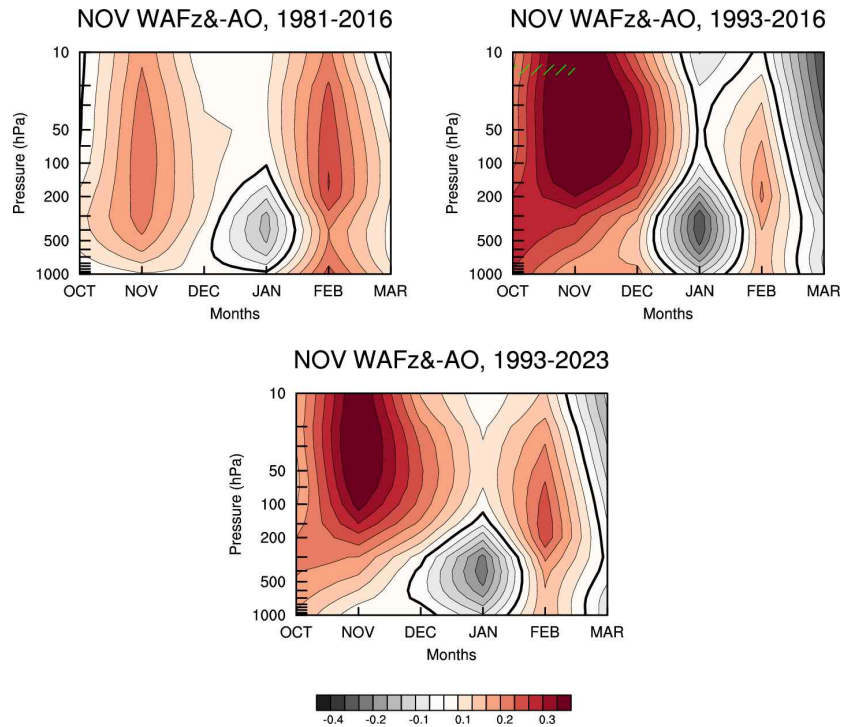 NOV WAFz&-AO, 1981-2016
10
50
100
200
500
1000
Pressure (hPa)
OCT NOV DEC JAN FEB MAR
Months
NOV WAFz&-AO, 1993-2016
10
50
100
200
500
1000
Pressure (hPa)
OCT NOV DEC JAN FEB MAR
Months
NOV WAFz&-AO, 1993-2023
10
50
100
200
500
1000
Pressure (hPa)
OCT NOV DEC JAN FEB MAR
Months
-0.4 -0.2 -0.1 0.1 0.2 0.3